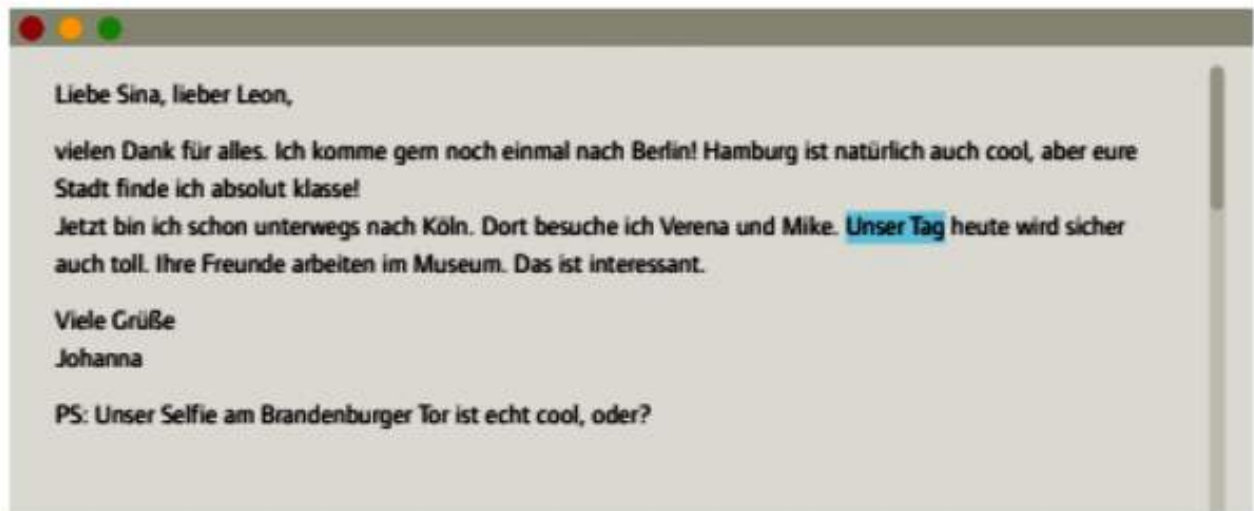 Liebe Sina, lieber Leon,
vielen Dank für alles. Ich komme gern noch einmal nach Berlin! Hamburg ist natürlich auch cool, aber eure
Stadt finde ich absolut klasse!
Jetzt bin ich schon unterwegs nach Köln. Dort besuche ich Verena und Mike. Unser Tag heute wird sicher
auch toll. Ihre Freunde arbeiten im Museum. Das ist interessant.
Viele Grüße
Johanna
PS: Unser Selfie am Brandenburger Tor ist echt cool, oder?